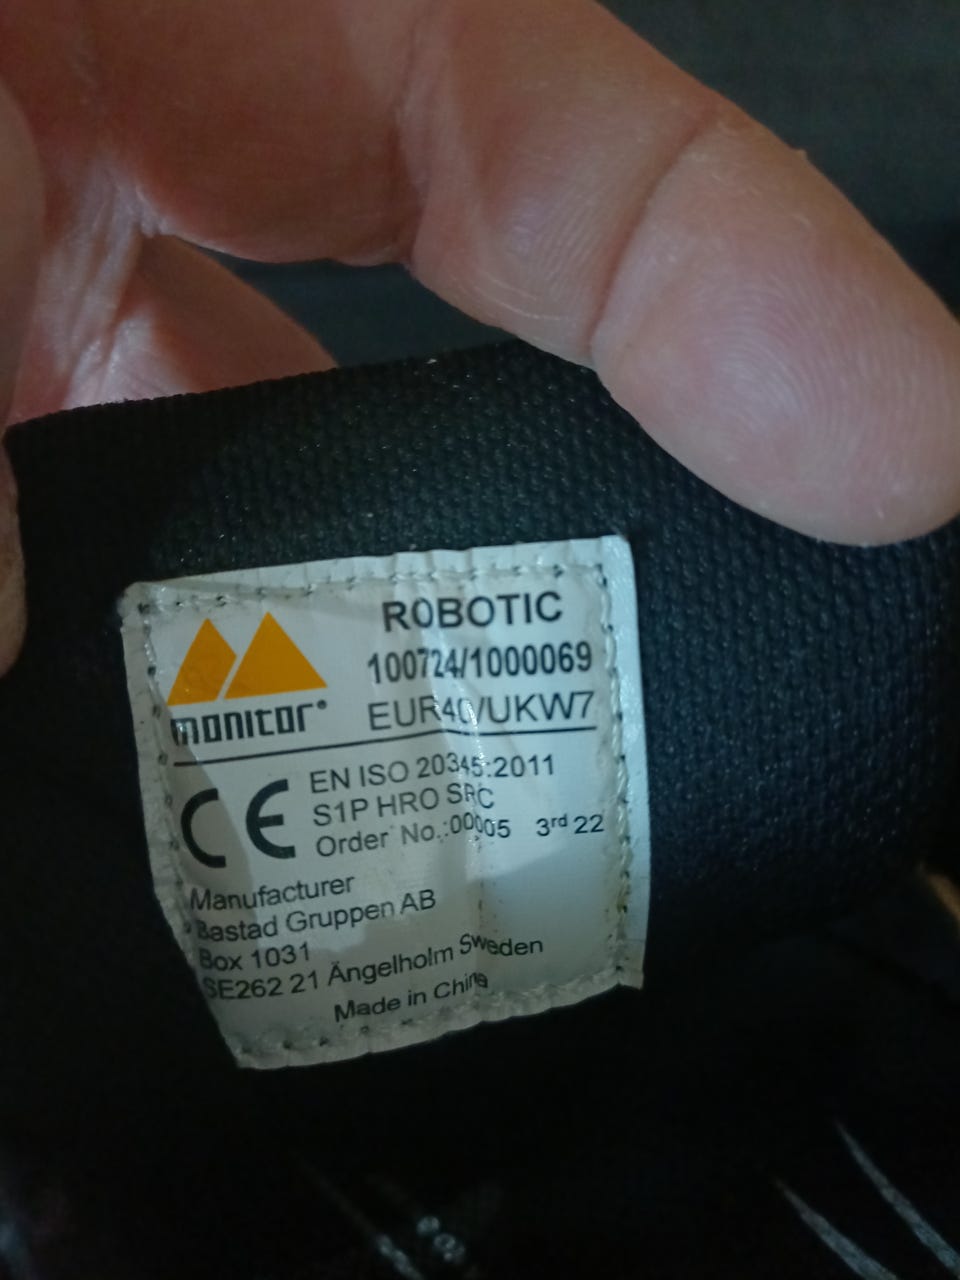 monitor®
ROBOTIC
100724/1000069
EUR40/UKW7
CE
EN ISO 20345:2011
S1P HRO SRC
Order No.:00005 3rd 22
Manufacturer
Bastad Gruppen AB
Box 1031
SE262 21 Ängelholm Sweden
Made in China